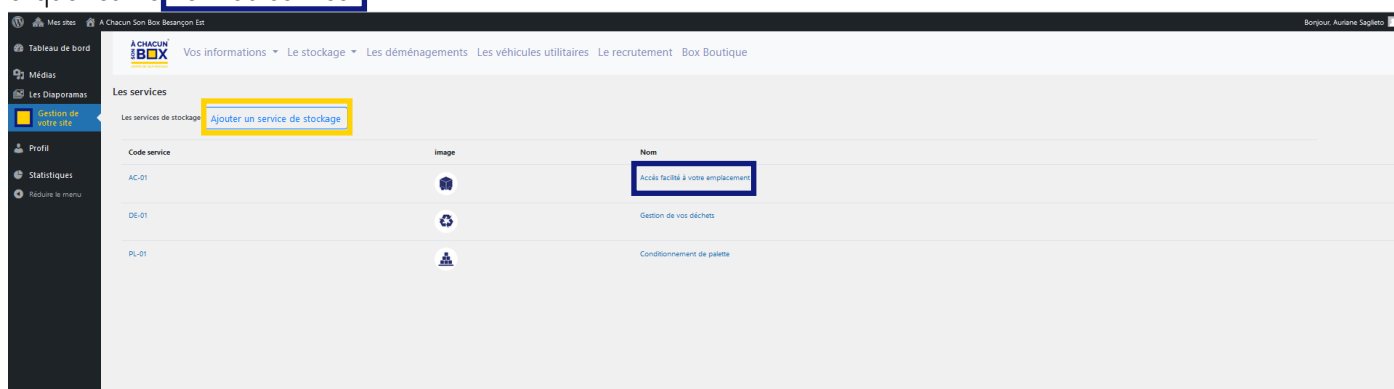 Mes sites A Chacun Son Box Besançon Est
Bonjour, Auriane Saglieto
Tableau de bord
Médias
Les Diaporamas
Gestion de votre site
Profil
Statistiques
Réduire le menu
À CHACUN SON BOX
Vos informations Le stockage Les déménagements Les véhicules utilitaires Le recrutement Box Boutique
Les services
Les services de stockage Ajouter un service de stockage
Code service image Nom
AC-01 Accés facilité à votre emplacement
DE-01 Gestion de vos déchets
PL-01 Conditionnement de palette